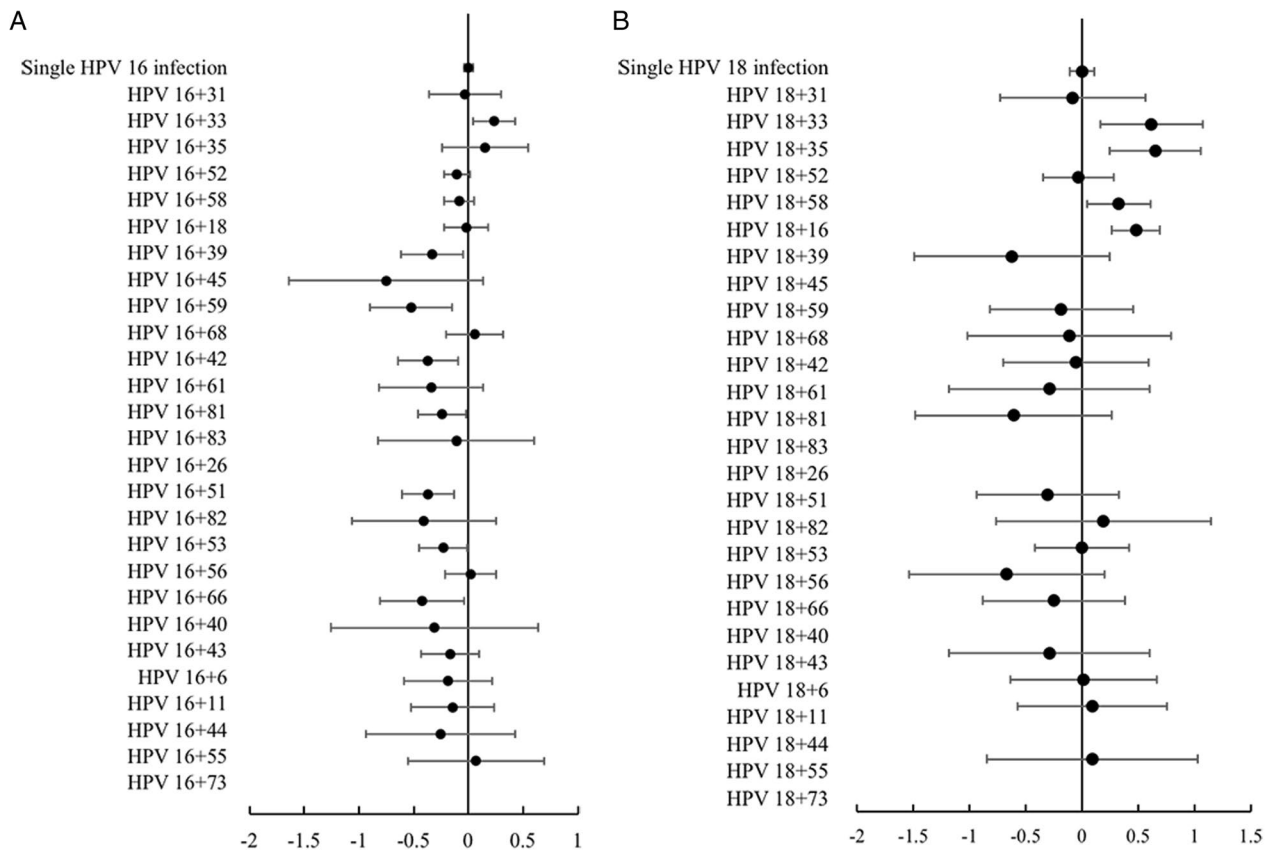 A
Single HPV 16 infection
HPV 16+31
HPV 16+33
HPV 16+35
HPV 16+52
HPV 16+58
HPV 16+18
HPV 16+39
HPV 16+45
HPV 16+59
HPV 16+68
HPV 16+42
HPV 16+61
HPV 16+81
HPV 16+83
HPV 16+26
HPV 16+51
HPV 16+82
HPV 16+53
HPV 16+56
HPV 16+66
HPV 16+40
HPV 16+43
HPV 16+6
HPV 16+11
HPV 16+44
HPV 16+55
HPV 16+73
-2 -1.5 -1 -0.5 0 0.5 1
B
Single HPV 18 infection
HPV 18+31
HPV 18+33
HPV 18+35
HPV 18+52
HPV 18+58
HPV 18+16
HPV 18+39
HPV 18+45
HPV 18+59
HPV 18+68
HPV 18+42
HPV 18+61
HPV 18+81
HPV 18+83
HPV 18+26
HPV 18+51
HPV 18+82
HPV 18+53
HPV 18+56
HPV 18+66
HPV 18+40
HPV 18+43
HPV 18+6
HPV 18+11
HPV 18+44
HPV 18+55
HPV 18+73
-2 -1.5 -1 -0.5 0 0.5 1 1.5